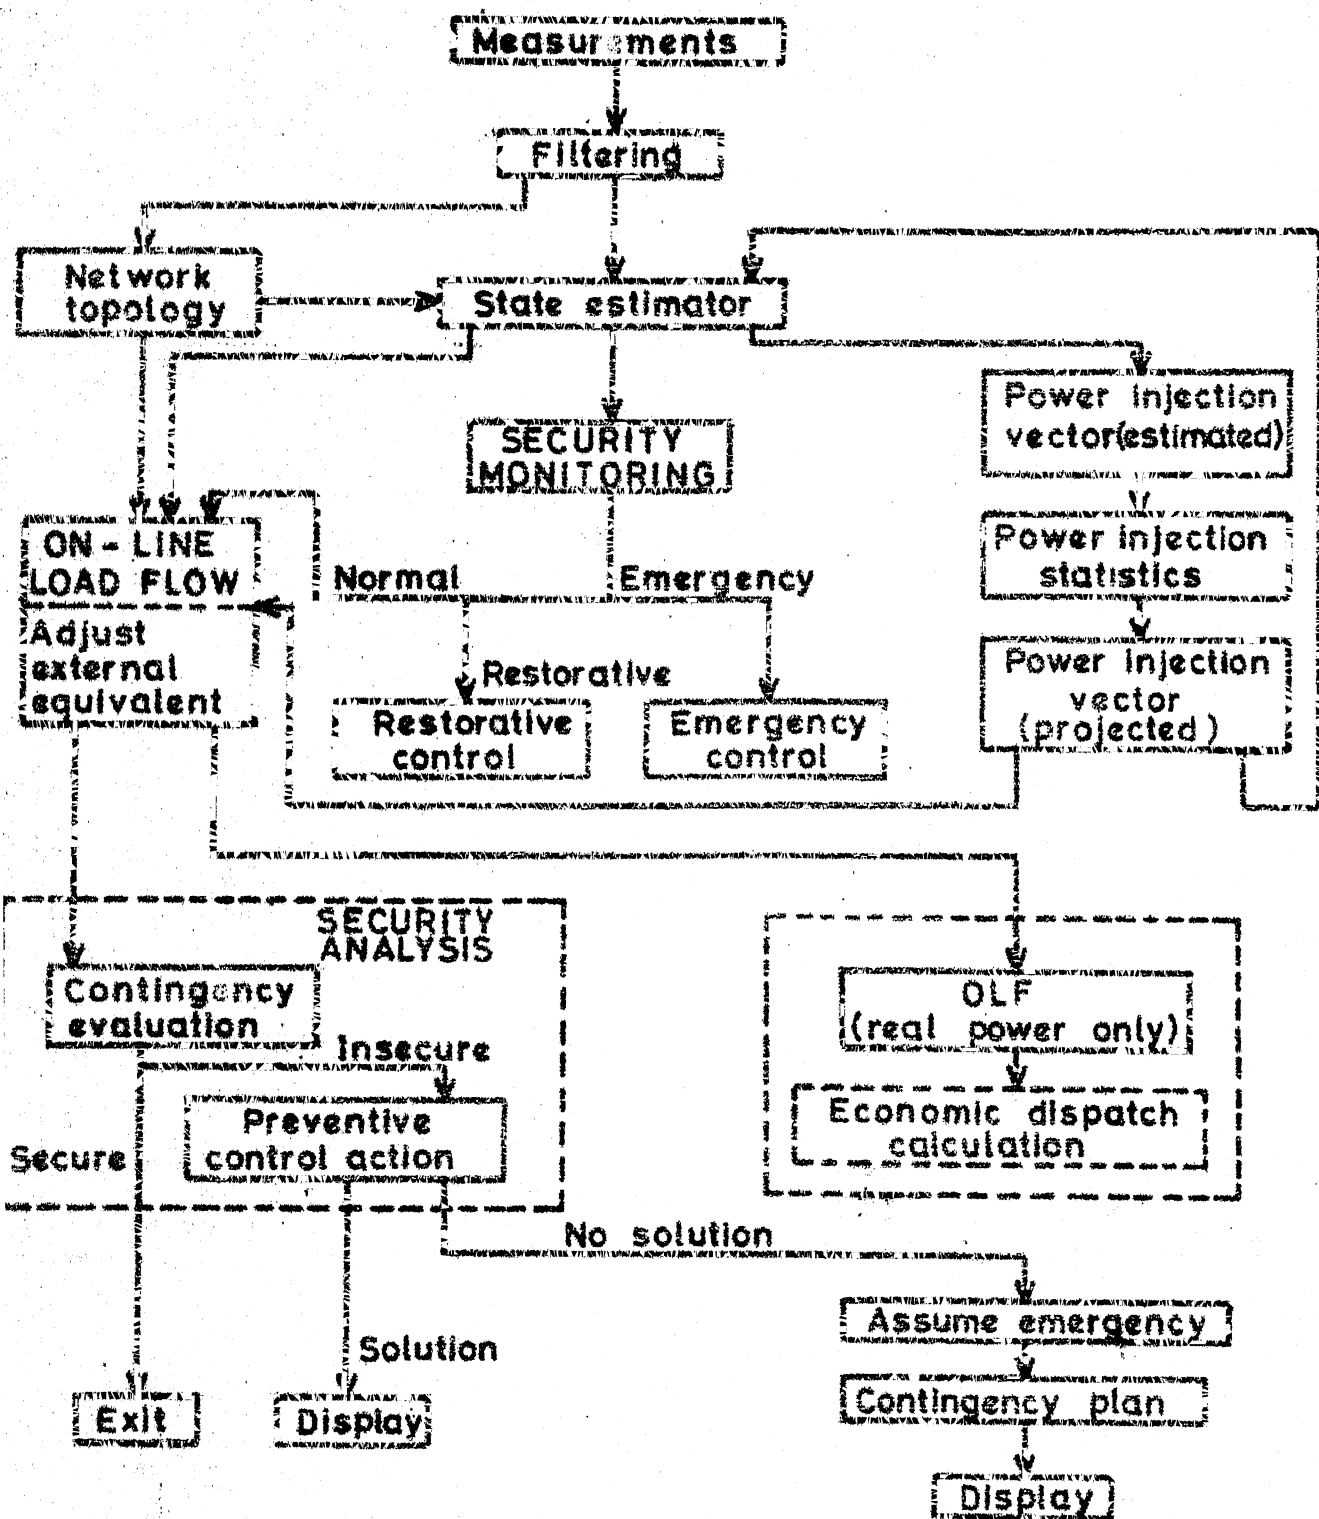 Measurements
Filtering
Network
topology
State estimator
Power injection
vector(estimated)
SECURITY
MONITORING
ON-LINE
LOAD FLOW
Adjust
external
equivalent
Normal
Emergency
Power injection
statistics
Restorative
Restorative
control
Emergency
control
Power injection
vector
(projected)
SECURITY
ANALYSIS
Contingency
evaluation
Insecure
OLF
(real power only)
Secure
Preventive
control action
Economic dispatch
calculation
No solution
Solution
Assume emergency
Exit
Display
Contingency plan
Display